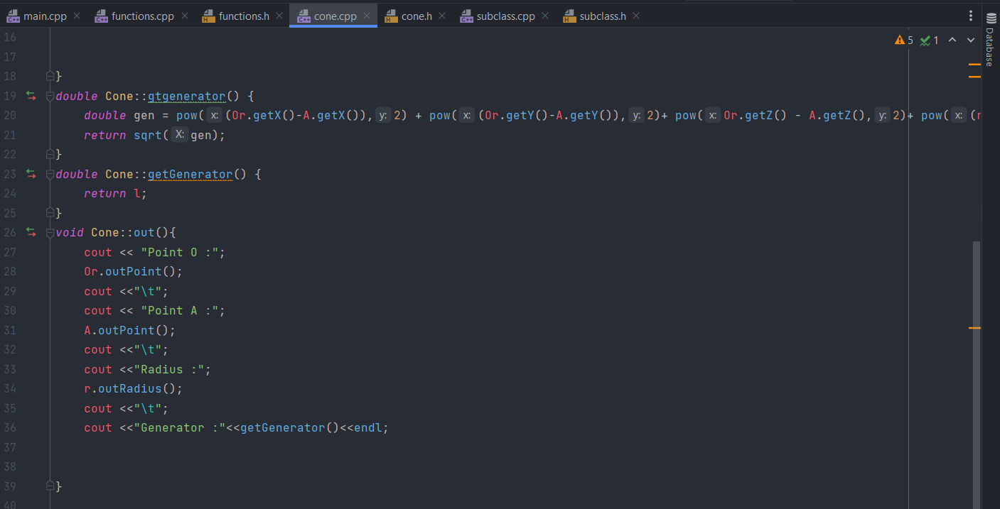 main.cpp functions.cpp functions.h cone.cpp cone.h subclass.cpp subclass.h
Database
5 1
16
17
18 }
19 double Cone::gtgenerator() {
20 double gen = pow( x: (Or.getX()-A.getX()), y: 2) + pow( x: (Or.getY()-A.getY()), y: 2)+ pow( x: Or.getZ() - A.getZ(), y: 2)+ pow( x: (r
21 return sqrt( X: gen);
22 }
23 double Cone::getGenerator() {
24 return l;
25 }
26 void Cone::out(){
27 cout << "Point O :";
28 Or.outPoint();
29 cout <<"\t";
30 cout << "Point A :";
31 A.outPoint();
32 cout <<"\t";
33 cout <<"Radius :";
34 r.outRadius();
35 cout <<"\t";
36 cout <<"Generator :"<<getGenerator()<<endl;
37
38
39 }
40